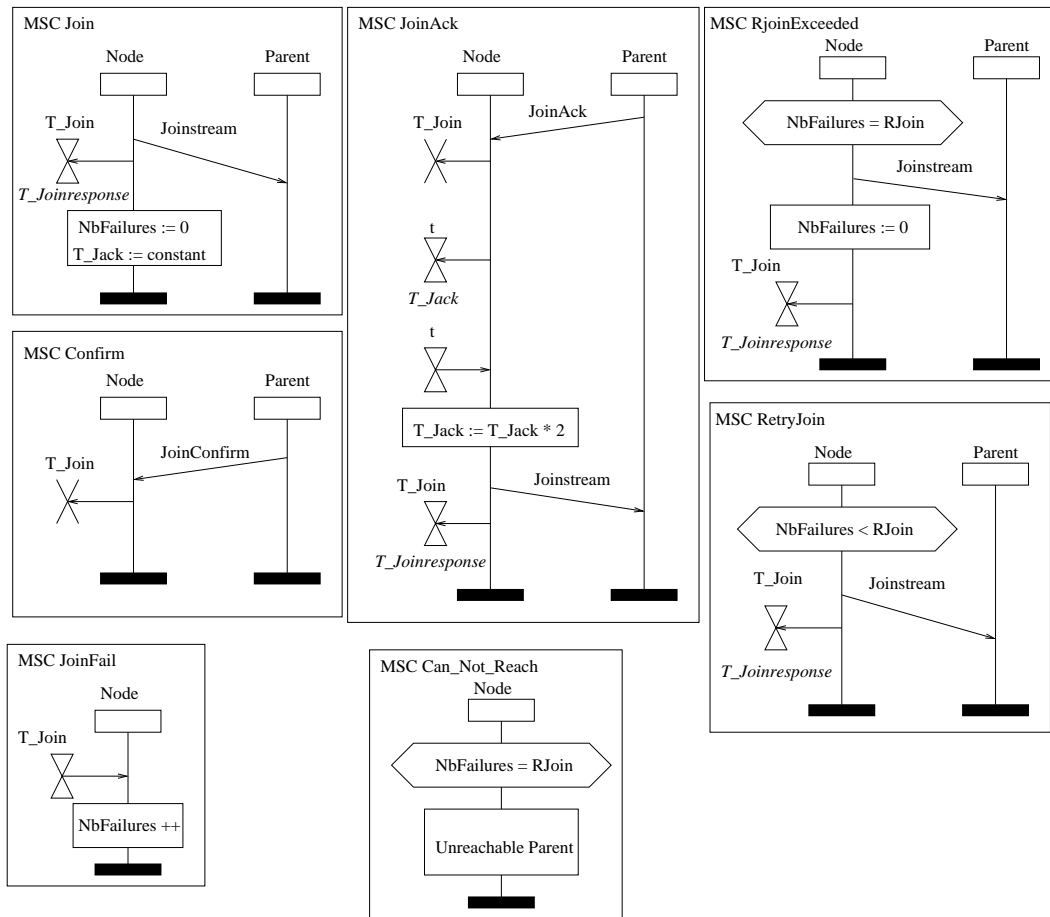 MSC Join
Node
Parent
T_Join
Joinstream
T_Joinresponse
NbFailures := 0
T_Jack := constant
MSC JoinAck
Node
Parent
T_Join
JoinAck
t
T_Jack
t
T_Jack := T_Jack * 2
T_Join
Joinstream
T_Joinresponse
MSC RjoinExceeded
Node
Parent
NbFailures = RJoin
Joinstream
NbFailures := 0
T_Join
T_Joinresponse
MSC Confirm
Node
Parent
T_Join
JoinConfirm
MSC RetryJoin
Node
Parent
NbFailures < RJoin
T_Join
Joinstream
T_Joinresponse
MSC JoinFail
Node
T_Join
NbFailures ++
MSC Can_Not_Reach
Node
NbFailures = RJoin
Unreachable Parent